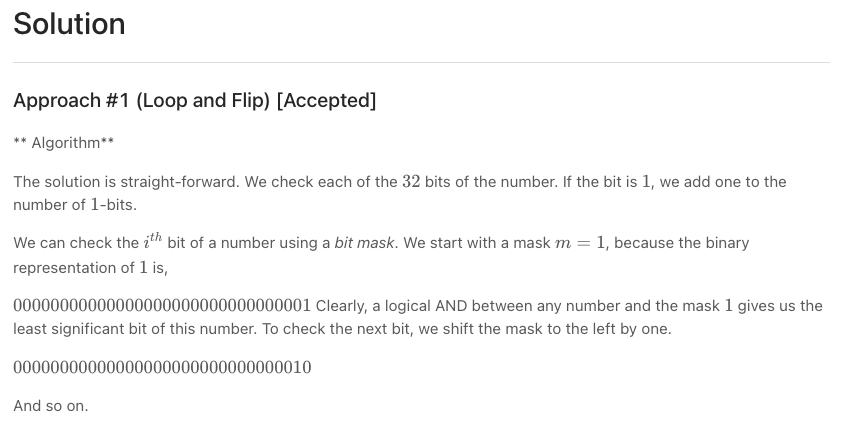 Solution
Approach #1 (Loop and Flip) [Accepted]
** Algorithm**
The solution is straight-forward. We check each of the 32 bits of the number. If the bit is 1, we add one to the
number of 1-bits.
We can check the i^{th} bit of a number using a bit mask. We start with a mask m = 1, because the binary
representation of 1 is,
00000000000000000000000000000001 Clearly, a logical AND between any number and the mask 1 gives us the
least significant bit of this number. To check the next bit, we shift the mask to the left by one.
00000000000000000000000000000010
And so on.